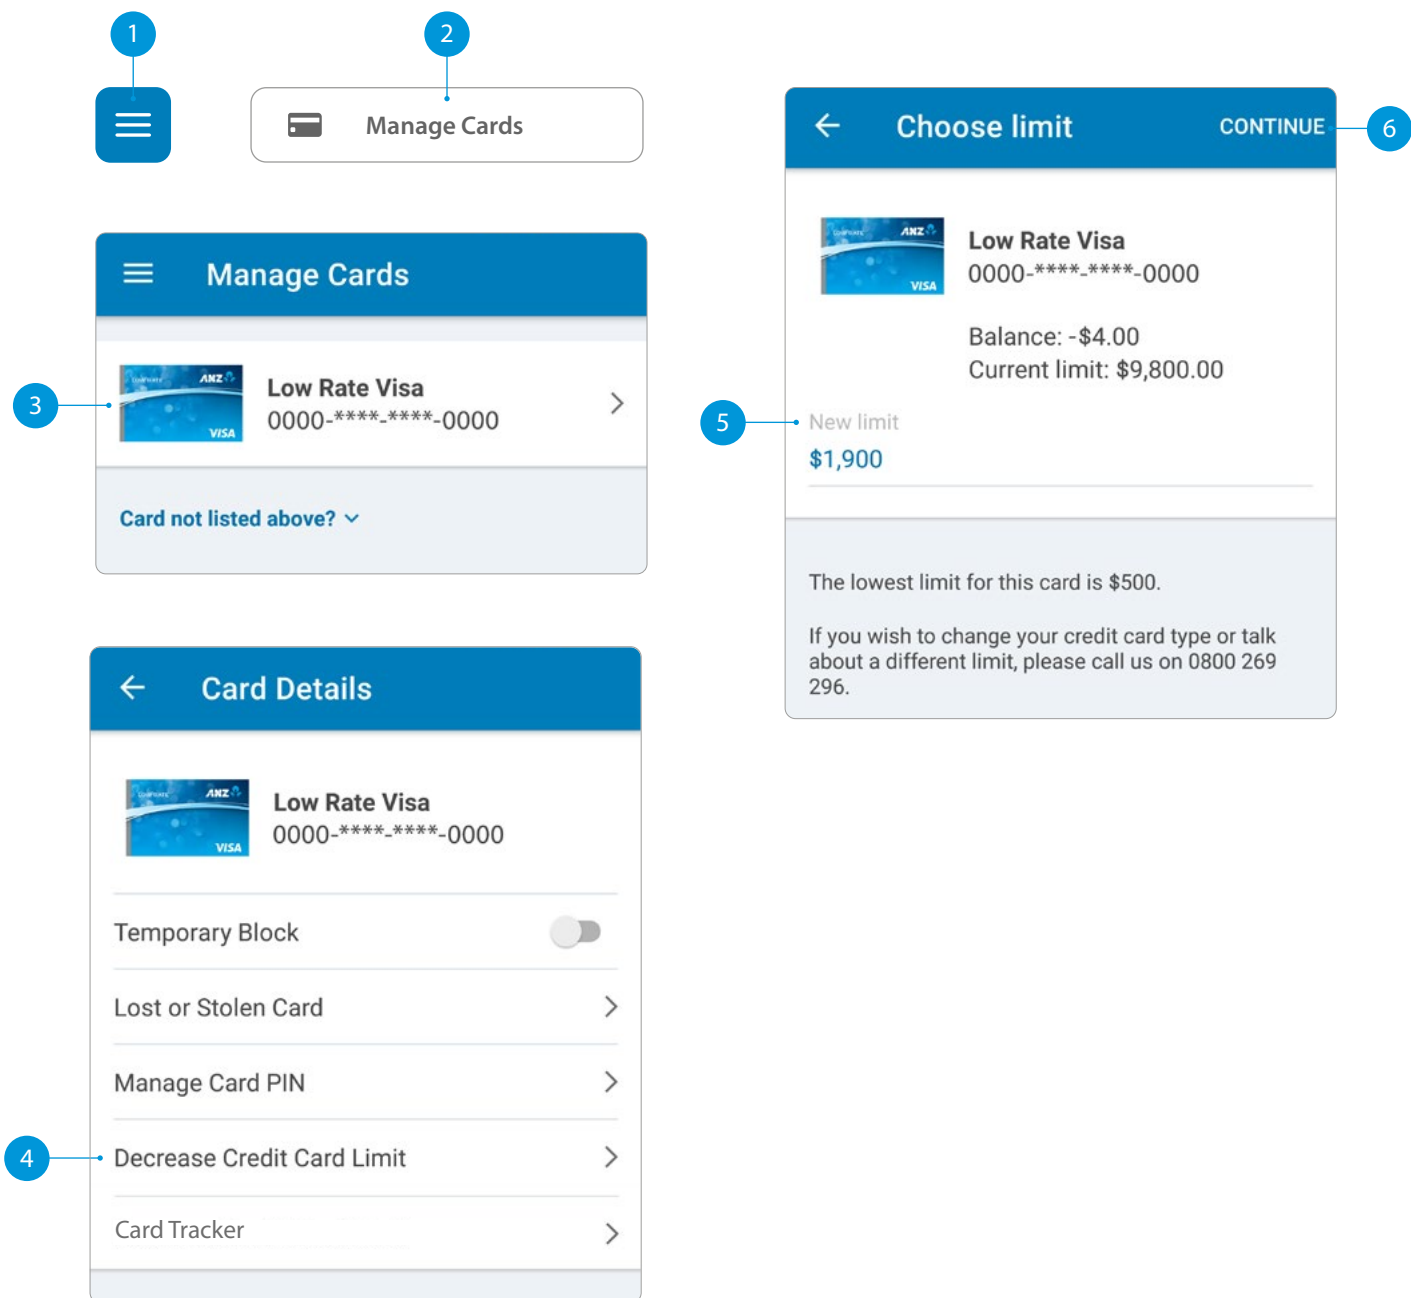 1
2
Manage Cards
Manage Cards
3
ANZ
VISA
Low Rate Visa
0000-****-****-0000
Card not listed above?
Card Details
ANZ
VISA
Low Rate Visa
0000-****-****-0000
Temporary Block
Lost or Stolen Card
Manage Card PIN
4
Decrease Credit Card Limit
Card Tracker
Choose limit
CONTINUE
6
ANZ
VISA
Low Rate Visa
0000-****-****-0000
Balance: -$4.00
Current limit: $9,800.00
5
New limit
$1,900
The lowest limit for this card is $500.
If you wish to change your credit card type or talk
about a different limit, please call us on 0800 269
296.